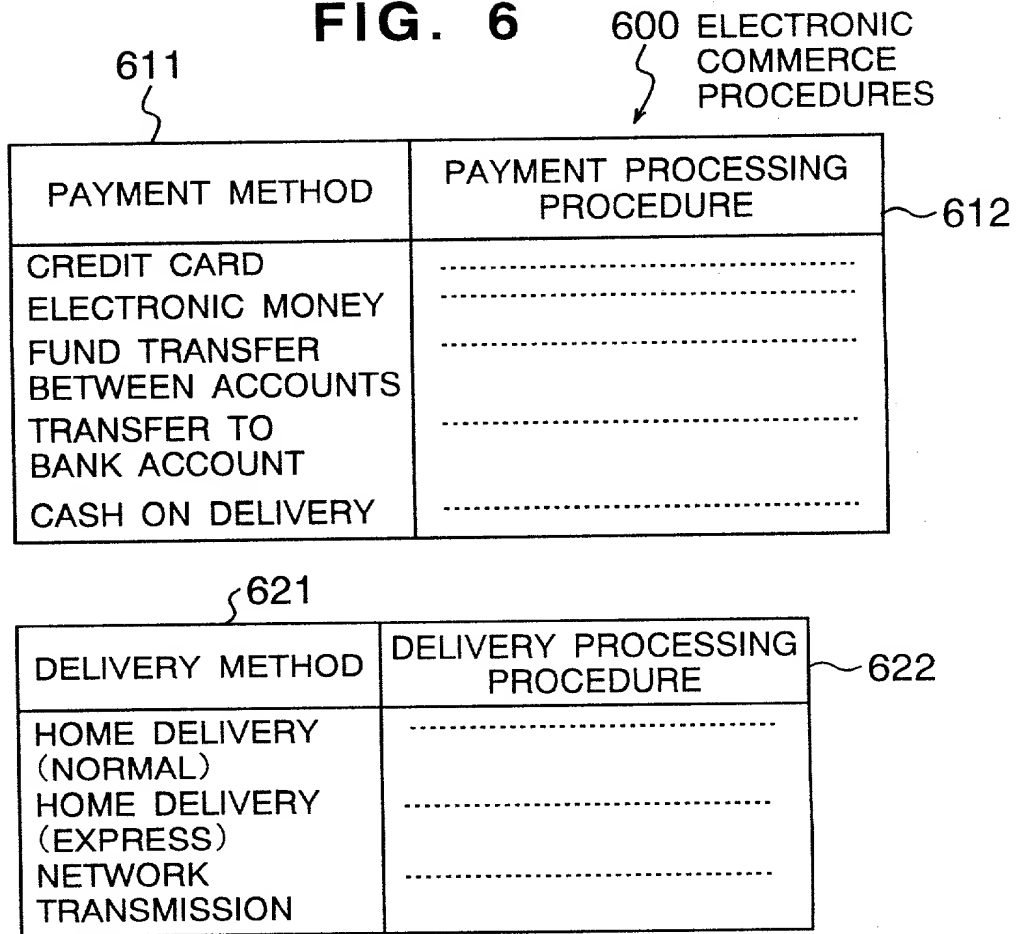 FIG. 6
600 ELECTRONIC
COMMERCE
PROCEDURES
611
PAYMENT METHOD
PAYMENT PROCESSING
PROCEDURE
612
CREDIT CARD
ELECTRONIC MONEY
FUND TRANSFER
BETWEEN ACCOUNTS
TRANSFER TO
BANK ACCOUNT
CASH ON DELIVERY
621
DELIVERY METHOD
DELIVERY PROCESSING
PROCEDURE
622
HOME DELIVERY
(NORMAL)
HOME DELIVERY
(EXPRESS)
NETWORK
TRANSMISSION